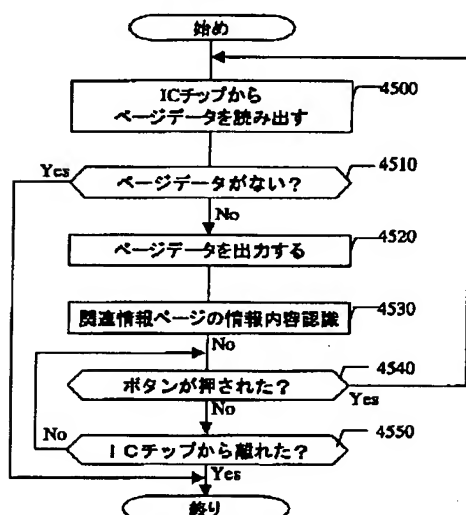 始め
ICチップから
ページデータを読み出す
4500
Yes
ページデータがない?
4510
No
ページデータを出力する
4520
関連情報ページの情報内容認識
4530
No
ボタンが押された?
4540
Yes
No
No
ICチップから離れた?
4550
Yes
終り